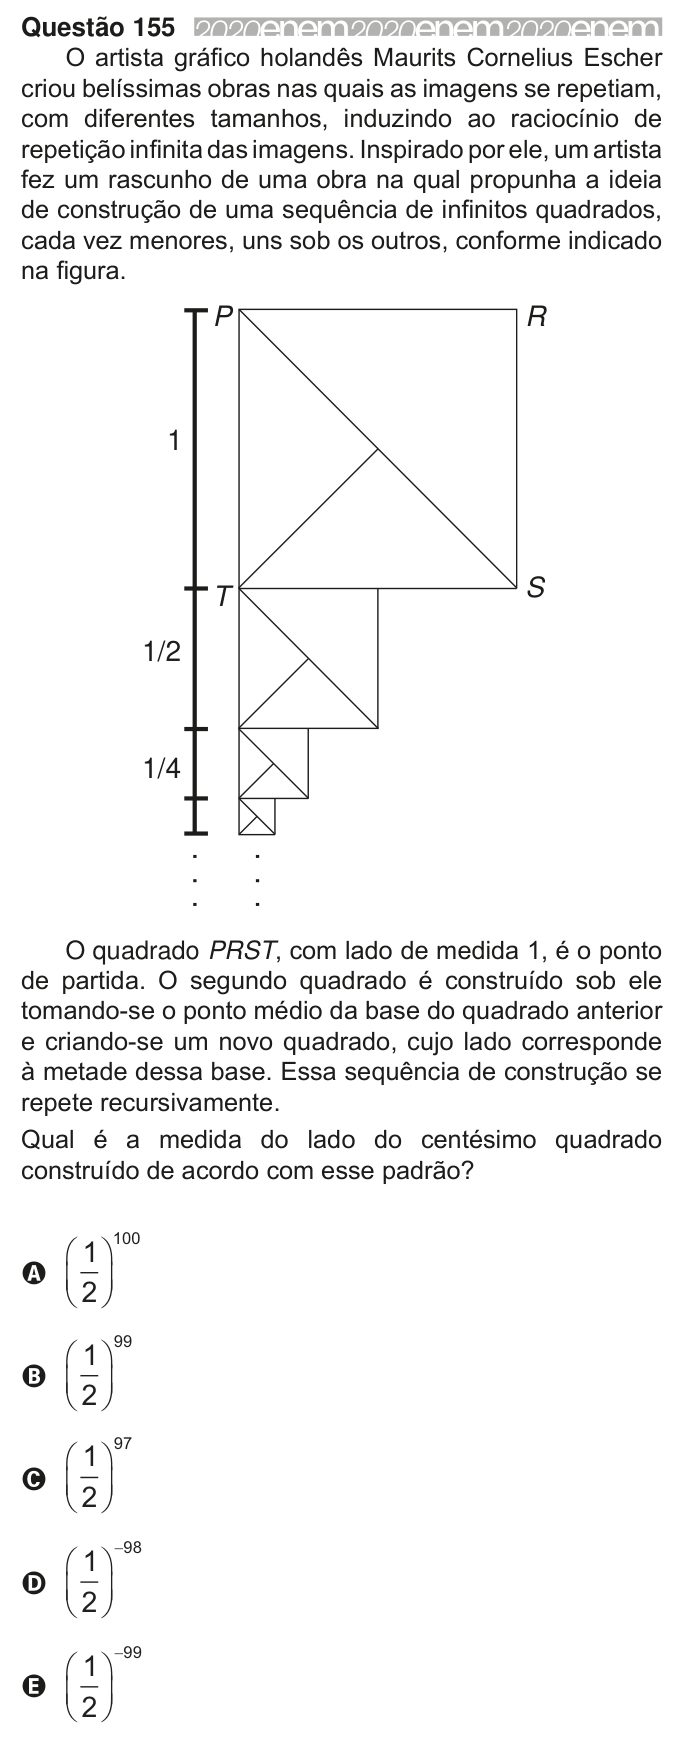 Questão 155 2020enem2020enem2020enem
O artista gráfico holandês Maurits Cornelius Escher
criou belíssimas obras nas quais as imagens se repetiam,
com diferentes tamanhos, induzindo ao raciocínio de
repetição infinita das imagens. Inspirado por ele, um artista
fez um rascunho de uma obra na qual propunha a ideia
de construção de uma sequência de infinitos quadrados,
cada vez menores, uns sob os outros, conforme indicado
na figura.
P R
1
T S
1/2
1/4
O quadrado PRST, com lado de medida 1, é o ponto
de partida. O segundo quadrado é construído sob ele
tomando-se o ponto médio da base do quadrado anterior
e criando-se um novo quadrado, cujo lado corresponde
à metade dessa base. Essa sequência de construção se
repete recursivamente.
Qual é a medida do lado do centésimo quadrado
construído de acordo com esse padrão?
A (1/2)^100
B (1/2)^99
C (1/2)^97
D (1/2)^–98
E (1/2)^–99